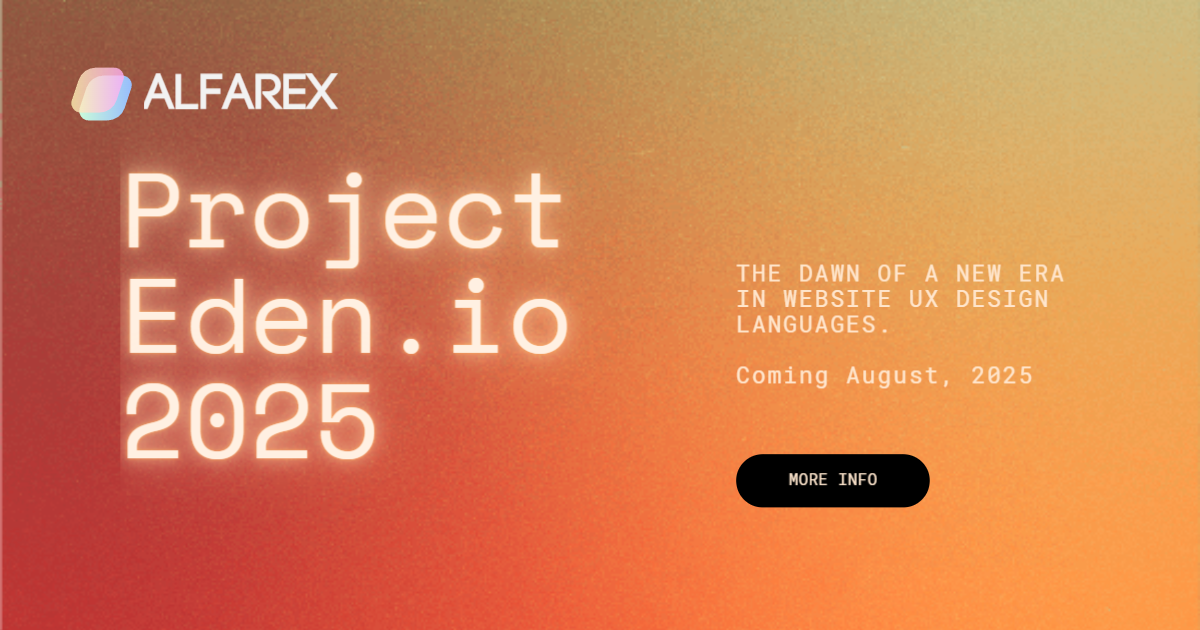 ALFAREX
Project
Eden.io
2025
THE DAWN OF A NEW ERA
IN WEBSITE UX DESIGN
LANGUAGES.
Coming August, 2025
MORE INFO